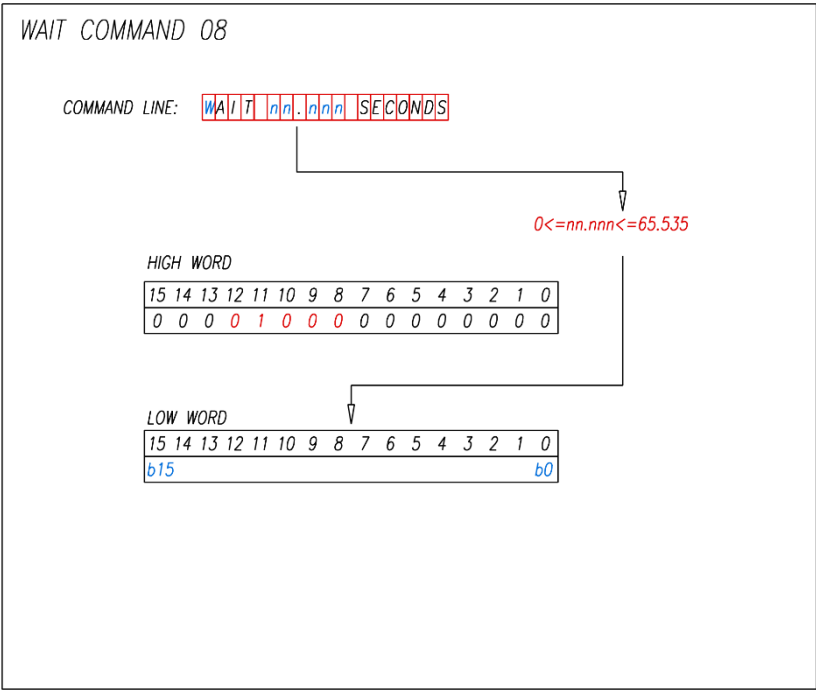 WAIT COMMAND 08
COMMAND LINE: WAIT nn.nnn SECONDS
0<=nn.nnn<=65.535
HIGH WORD
15 14 13 12 11 10 9 8 7 6 5 4 3 2 1 0
0 0 0 0 1 0 0 0 0 0 0 0 0 0 0 0
LOW WORD
15 14 13 12 11 10 9 8 7 6 5 4 3 2 1 0
b15 b0